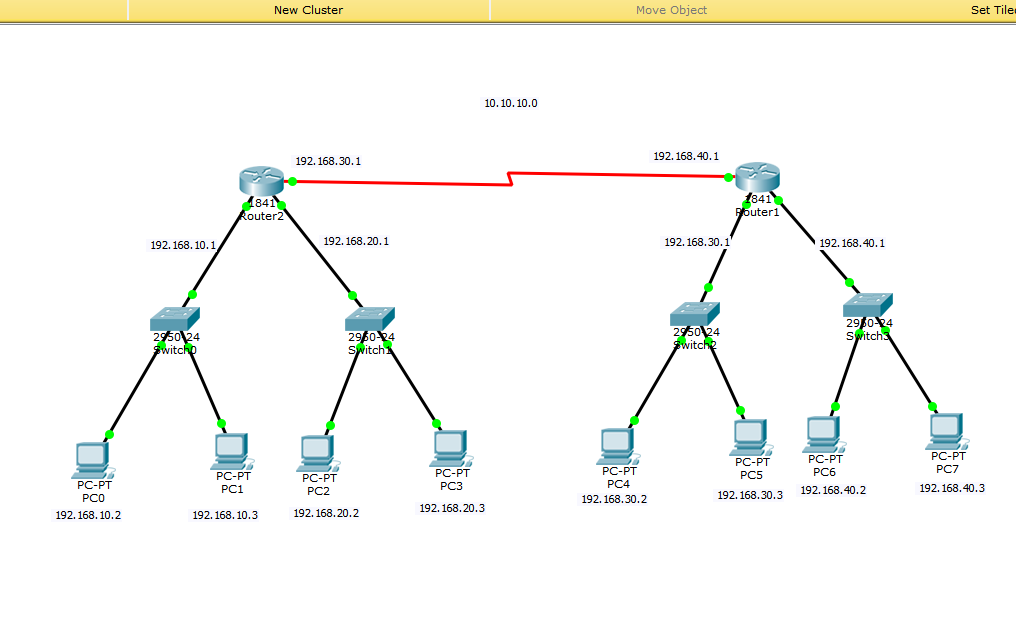 New Cluster
Move Object
Set Tiled
10.10.10.0
192.168.30.1
192.168.40.1
1841
Router2
1841
Router1
192.168.10.1
192.168.20.1
192.168.30.1
192.168.40.1
2950-24
Switch0
2950-24
Switch1
2950-24
Switch2
2950-24
Switch3
PC-PT
PC0
PC-PT
PC1
PC-PT
PC2
PC-PT
PC3
PC-PT
PC4
PC-PT
PC5
PC-PT
PC6
PC-PT
PC7
192.168.10.2
192.168.10.3
192.168.20.2
192.168.20.3
192.168.30.2
192.168.30.3
192.168.40.2
192.168.40.3